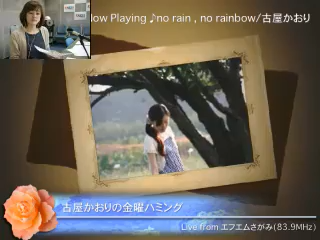 Now Playing ♪no rain , no rainbow/古屋かおり
古屋かおりの金曜ハミング
Live from エフエムさがみ(83.9MHz)